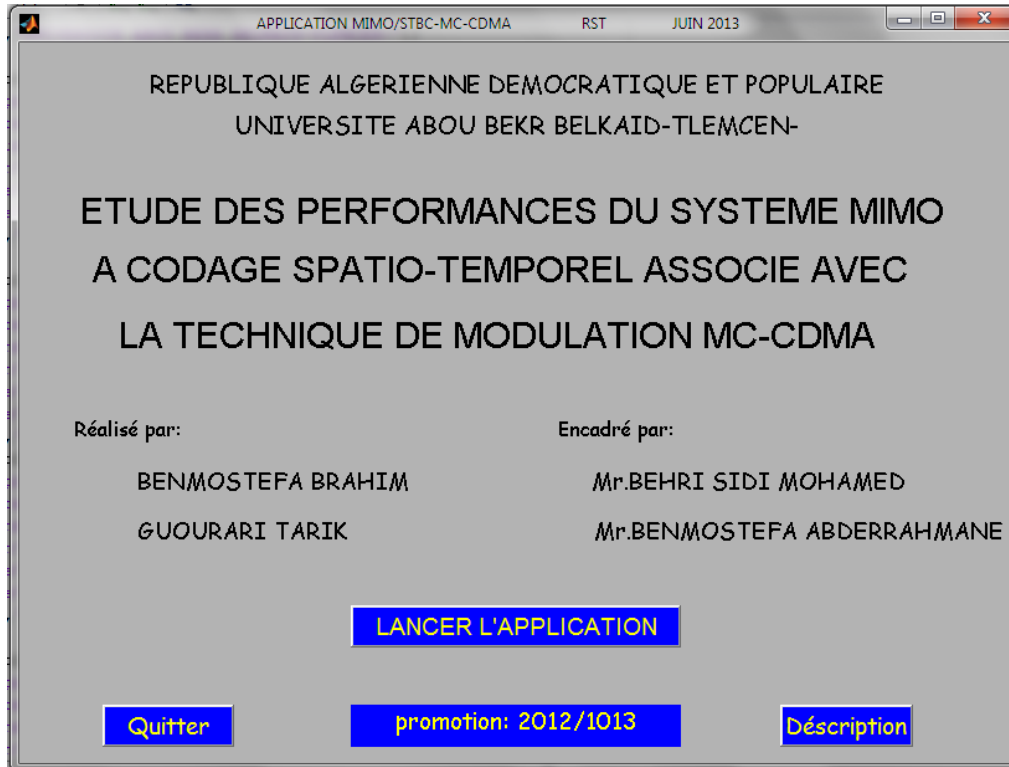 APPLICATION MIMO/STBC-MC-CDMA RST JUIN 2013
REPUBLIQUE ALGERIENNE DEMOCRATIQUE ET POPULAIRE
UNIVERSITE ABOU BEKR BELKAID-TLEMCEN-
ETUDE DES PERFORMANCES DU SYSTEME MIMO
A CODAGE SPATIO-TEMPOREL ASSOCIE AVEC
LA TECHNIQUE DE MODULATION MC-CDMA
Réalisé par: Encadré par:
BENMOSTEFA BRAHIM Mr.BEHRI SIDI MOHAMED
GUOURARI TARIK Mr.BENMOSTEFA ABDERRAHMANE
LANCER L'APPLICATION
Quitter promotion: 2012/1013 Déscription